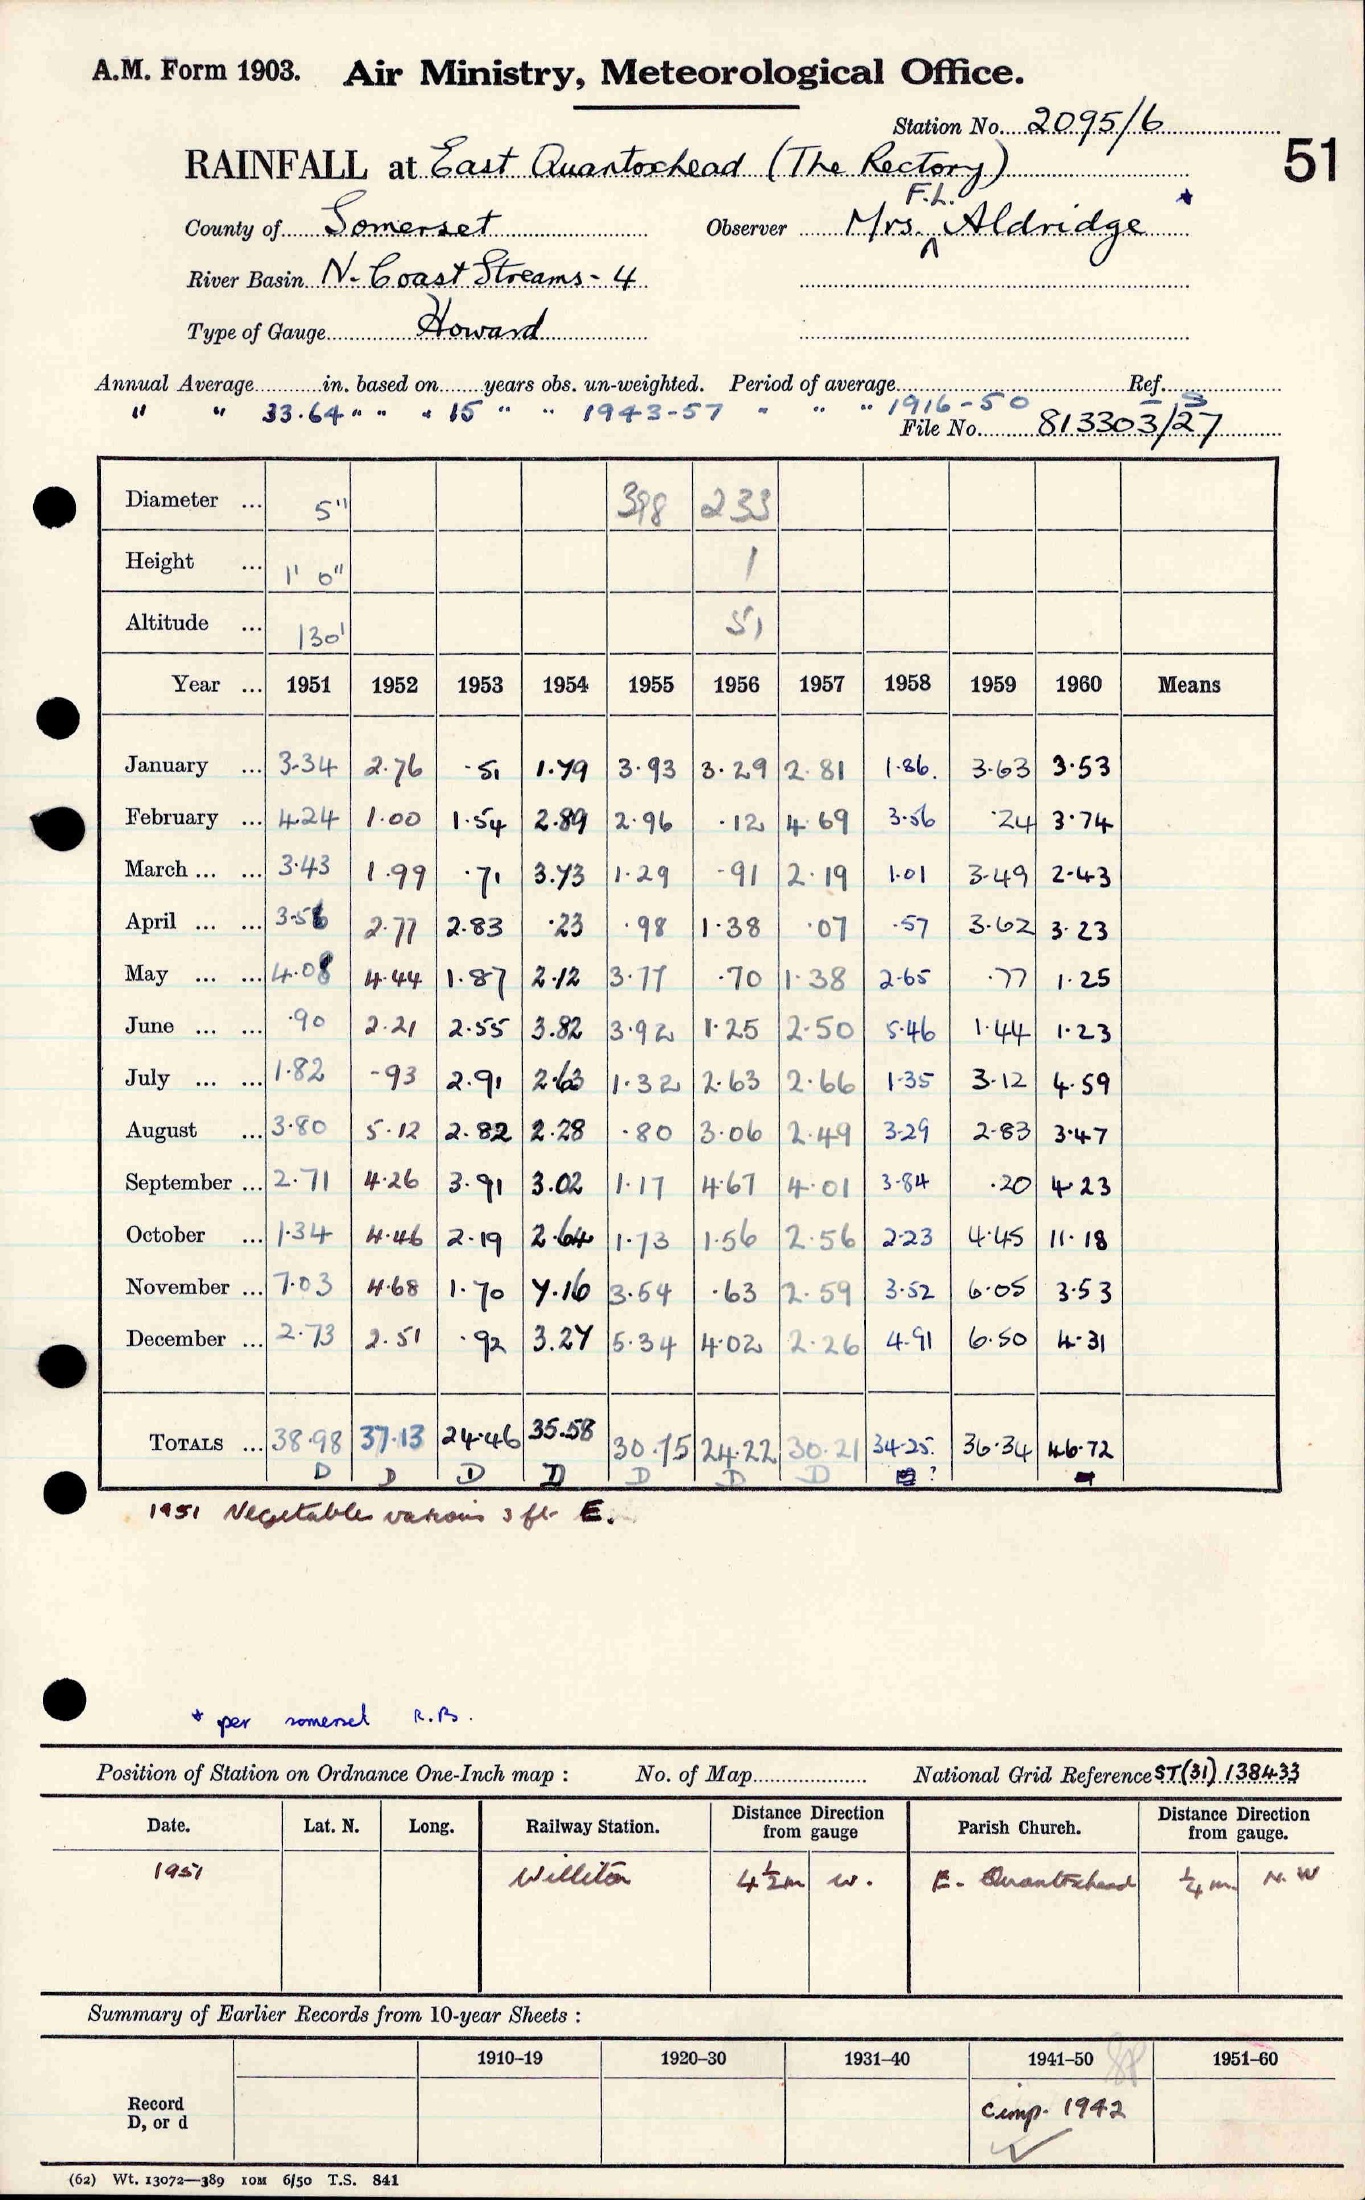 A.M. Form 1903. Air Ministry, Meteorological Office.
Station No. 2095/6
RAINFALL at East Quantoxhead (The Rectory)
51
F.L.
County of Somerset Observer Mrs. ^ Aldridge *
River Basin N. Coast Streams - 4
Type of Gauge Howard
Annual Average in. based on years obs. un-weighted. Period of average Ref.
" " 33.64 " " " 15 " " 1943-57 " " " 1916-50
File No. 813303/27
Diameter ... 5" 398 233
Height ... 1' 0" 1
Altitude ... 130' 51
Year ... 1951 1952 1953 1954 1955 1956 1957 1958 1959 1960 Means
January ... 3.34 2.76 .51 1.79 3.93 3.29 2.81 1.86. 3.63 3.53
February ... 4.24 1.00 1.54 2.89 2.96 .12 4.69 3.56 .24 3.74
March ... ... 3.43 1.99 .71 3.73 1.29 .91 2.19 1.01 3.49 2.43
April ... ... 3.56 2.77 2.83 .23 .98 1.38 .07 .57 3.62 3.23
May ... ... 4.08 4.44 1.87 2.12 3.77 .70 1.38 2.65 .77 1.25
June ... ... .90 2.21 2.55 3.82 3.92 1.25 2.50 5.46 1.44 1.23
July ... ... 1.82 .93 2.91 2.63 1.32 2.63 2.66 1.35 3.12 4.59
August ... 3.80 5.12 2.82 2.28 .80 3.06 2.49 3.29 2.83 3.47
September ... 2.71 4.26 3.91 3.02 1.17 4.67 4.01 3.84 .20 4.23
October ... 1.34 4.46 2.19 2.64 1.73 1.56 2.56 2.23 4.45 11.18
November ... 7.03 4.68 1.70 7.16 3.54 .63 2.59 3.52 6.05 3.53
December ... 2.73 2.51 .92 3.27 5.34 4.02 2.26 4.91 6.50 4.31
TOTALS ... 38.98 37.13 24.46 35.58 30.75 24.22 30.21 34.25. 36.34 46.72
D D D D D D D ?
1951 Vegetables various 3 ft. E.
* per somerset R.B.
Position of Station on Ordnance One-Inch map : No. of Map National Grid Reference ST(31) 138433
Date. Lat. N. Long. Railway Station. Distance Direction from gauge Parish Church. Distance Direction from gauge.
1951 Williton 4½m W. E. Quantoxhead ¼ m. N.W
Summary of Earlier Records from 10-year Sheets :
1910–19 1920–30 1931–40 1941–50 1951–60
Record
D, or d
Comp. 1942
(62) Wt. 13072—389 10M 6/50 T.S. 841